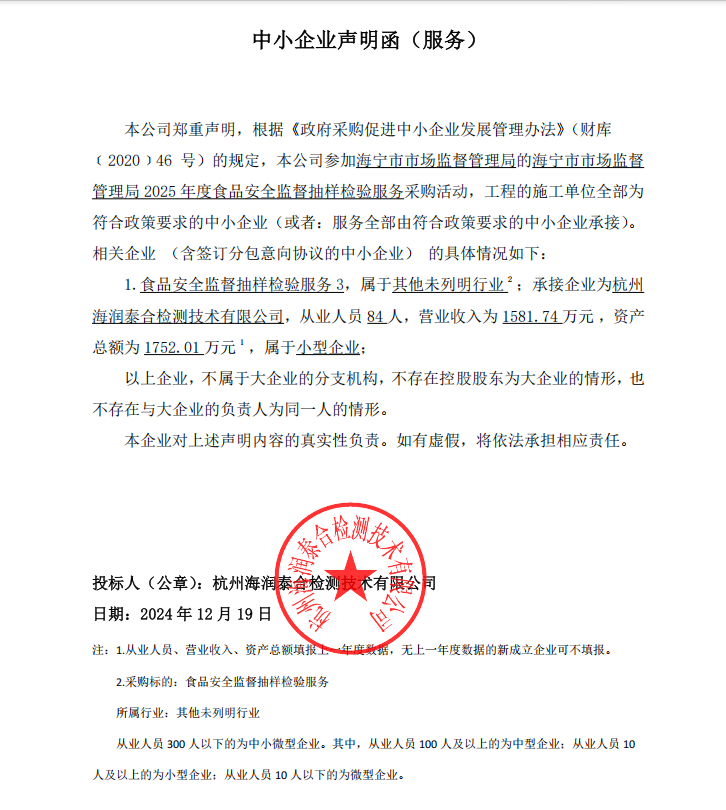 中小企业声明函（服务）
本公司郑重声明，根据《政府采购促进中小企业发展管理办法》（财库
﹝2020﹞46 号）的规定，本公司参加海宁市市场监督管理局的海宁市市场监督
管理局 2025 年度食品安全监督抽样检验服务采购活动，工程的施工单位全部为
符合政策要求的中小企业（或者：服务全部由符合政策要求的中小企业承接）。
相关企业 （含签订分包意向协议的中小企业） 的具体情况如下：
1. 食品安全监督抽样检验服务 3，属于其他未列明行业 ²；承接企业为杭州
海润泰合检测技术有限公司，从业人员 84 人，营业收入为 1581.74 万元 ，资产
总额为 1752.01 万元 ¹，属于小型企业；
以上企业，不属于大企业的分支机构，不存在控股股东为大企业的情形，也
不存在与大企业的负责人为同一人的情形。
本企业对上述声明内容的真实性负责。如有虚假，将依法承担相应责任。
杭州海润泰合检测技术有限公司
投标人（公章）：杭州海润泰合检测技术有限公司
日期：2024 年 12 月 19 日
注：1.从业人员、营业收入、资产总额填报上一年度数据，无上一年度数据的新成立企业可不填报。
2.采购标的：食品安全监督抽样检验服务
所属行业：其他未列明行业
从业人员 300 人以下的为中小微型企业。其中，从业人员 100 人及以上的为中型企业；从业人员 10
人及以上的为小型企业；从业人员 10 人以下的为微型企业。